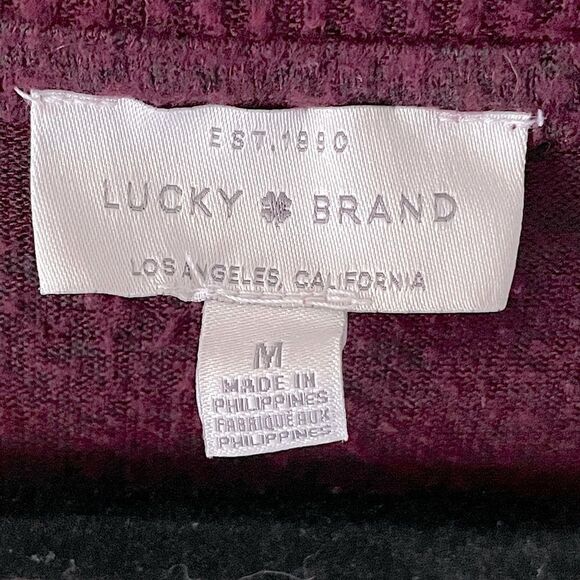 EST. 1990
LUCKY BRAND
LOS ANGELES, CALIFORNIA
M
MADE IN
PHILIPPINES
FABRIQUÉ AUX
PHILIPPINES